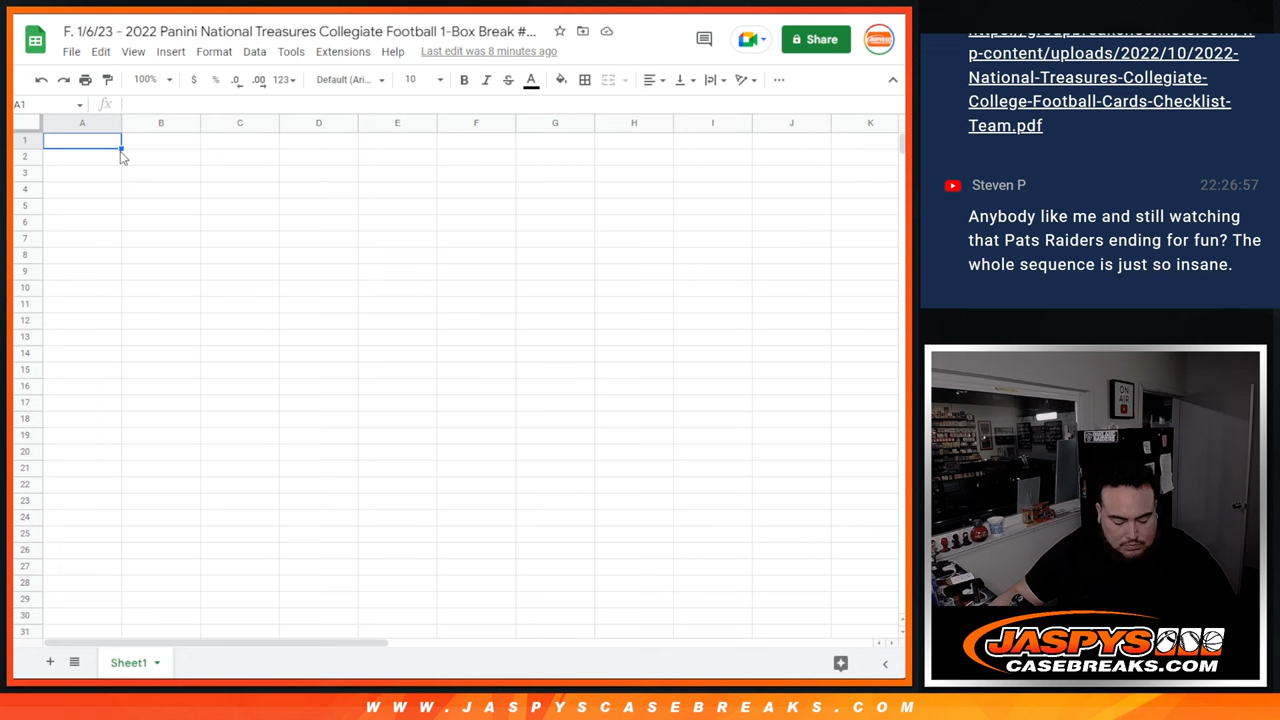 F. 1/6/23 - 2022 Panini National Treasures Collegiate Football 1-Box Break #...
File Edit View Insert Format Data Tools Extensions Help Last edit was 8 minutes ago
Share
100% $ % .0 .00 123 Default (Ari... 10 B I S A
A1 fx
A B C D E F G H I J K
1
2
3
4
5
6
7
8
9
10
11
12
13
14
15
16
17
18
19
20
21
22
23
24
25
26
27
28
29
30
31
Sheet1
p-content/uploads/2022/10/2022-
National-Treasures-Collegiate-
College-Football-Cards-Checklist-
Team.pdf
Steven P 22:26:57
Anybody like me and still watching
that Pats Raiders ending for fun? The
whole sequence is just so insane.
ON
AIR
JASPYS
CASEBREAKS.COM
WWW.JASPYSCASEBREAKS.COM